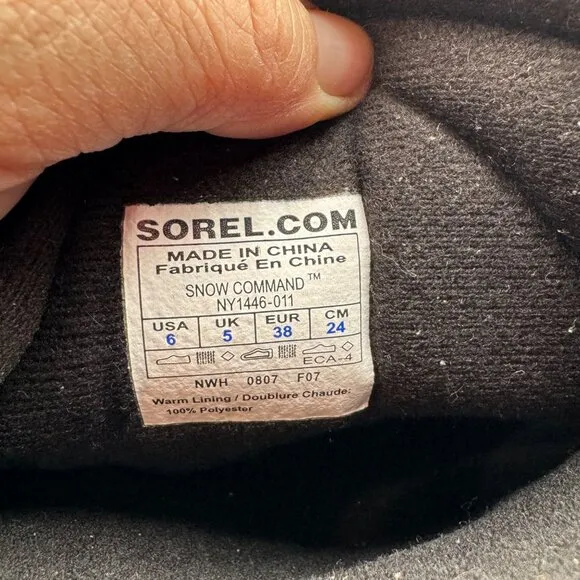 SOREL.COM
MADE IN CHINA
Fabriqué En Chine
SNOW COMMAND™
NY1446-011
USA UK EUR CM
6 5 38 24
ECA-4
NWH 0807 F07
Warm Lining / Doublure Chaude:
100% Polyester